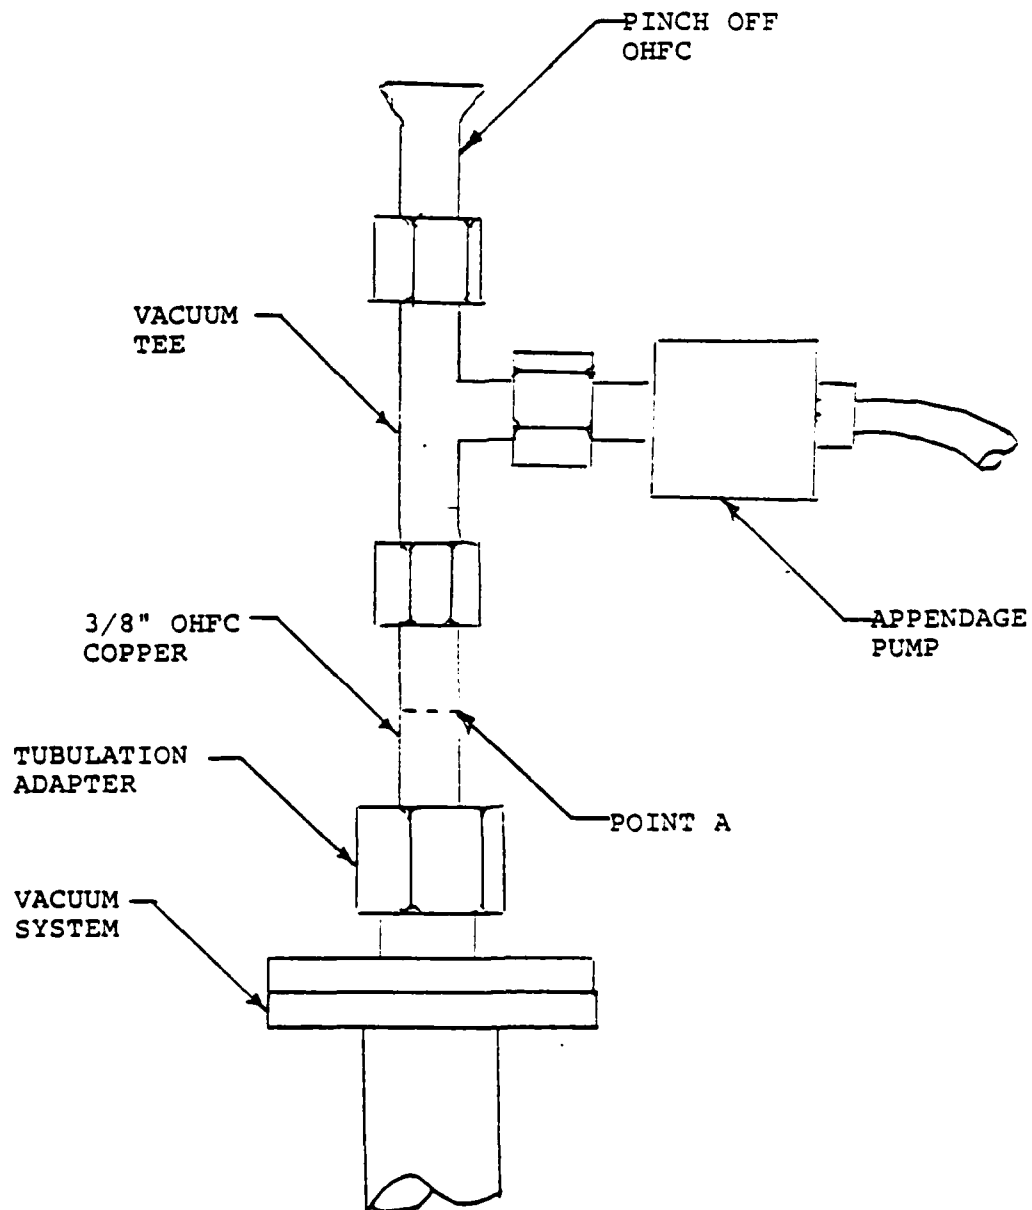 PINCH OFF
OHFC
VACUUM
TEE
3/8" OHFC
COPPER
APPENDAGE
PUMP
TUBULATION
ADAPTER
POINT A
VACUUM
SYSTEM